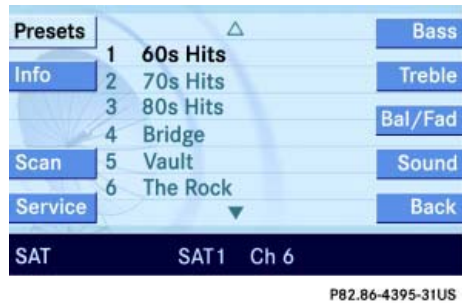 Presets
Info
Scan
Service
1 60s Hits
2 70s Hits
3 80s Hits
4 Bridge
5 Vault
6 The Rock
Bass
Treble
Bal/Fad
Sound
Back
SAT SAT1 Ch 6
P82.86-4395-31US